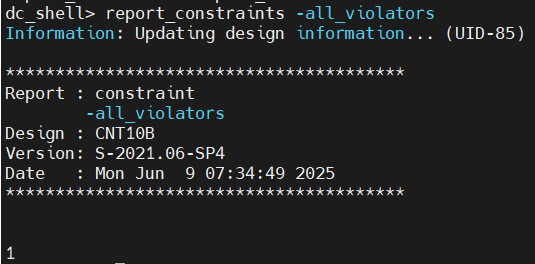 dc_shell> report_constraints -all_violators
Information: Updating design information... (UID-85)
****************************************
Report : constraint
-all_violators
Design : CNT10B
Version: S-2021.06-SP4
Date   : Mon Jun  9 07:34:49 2025
****************************************
1